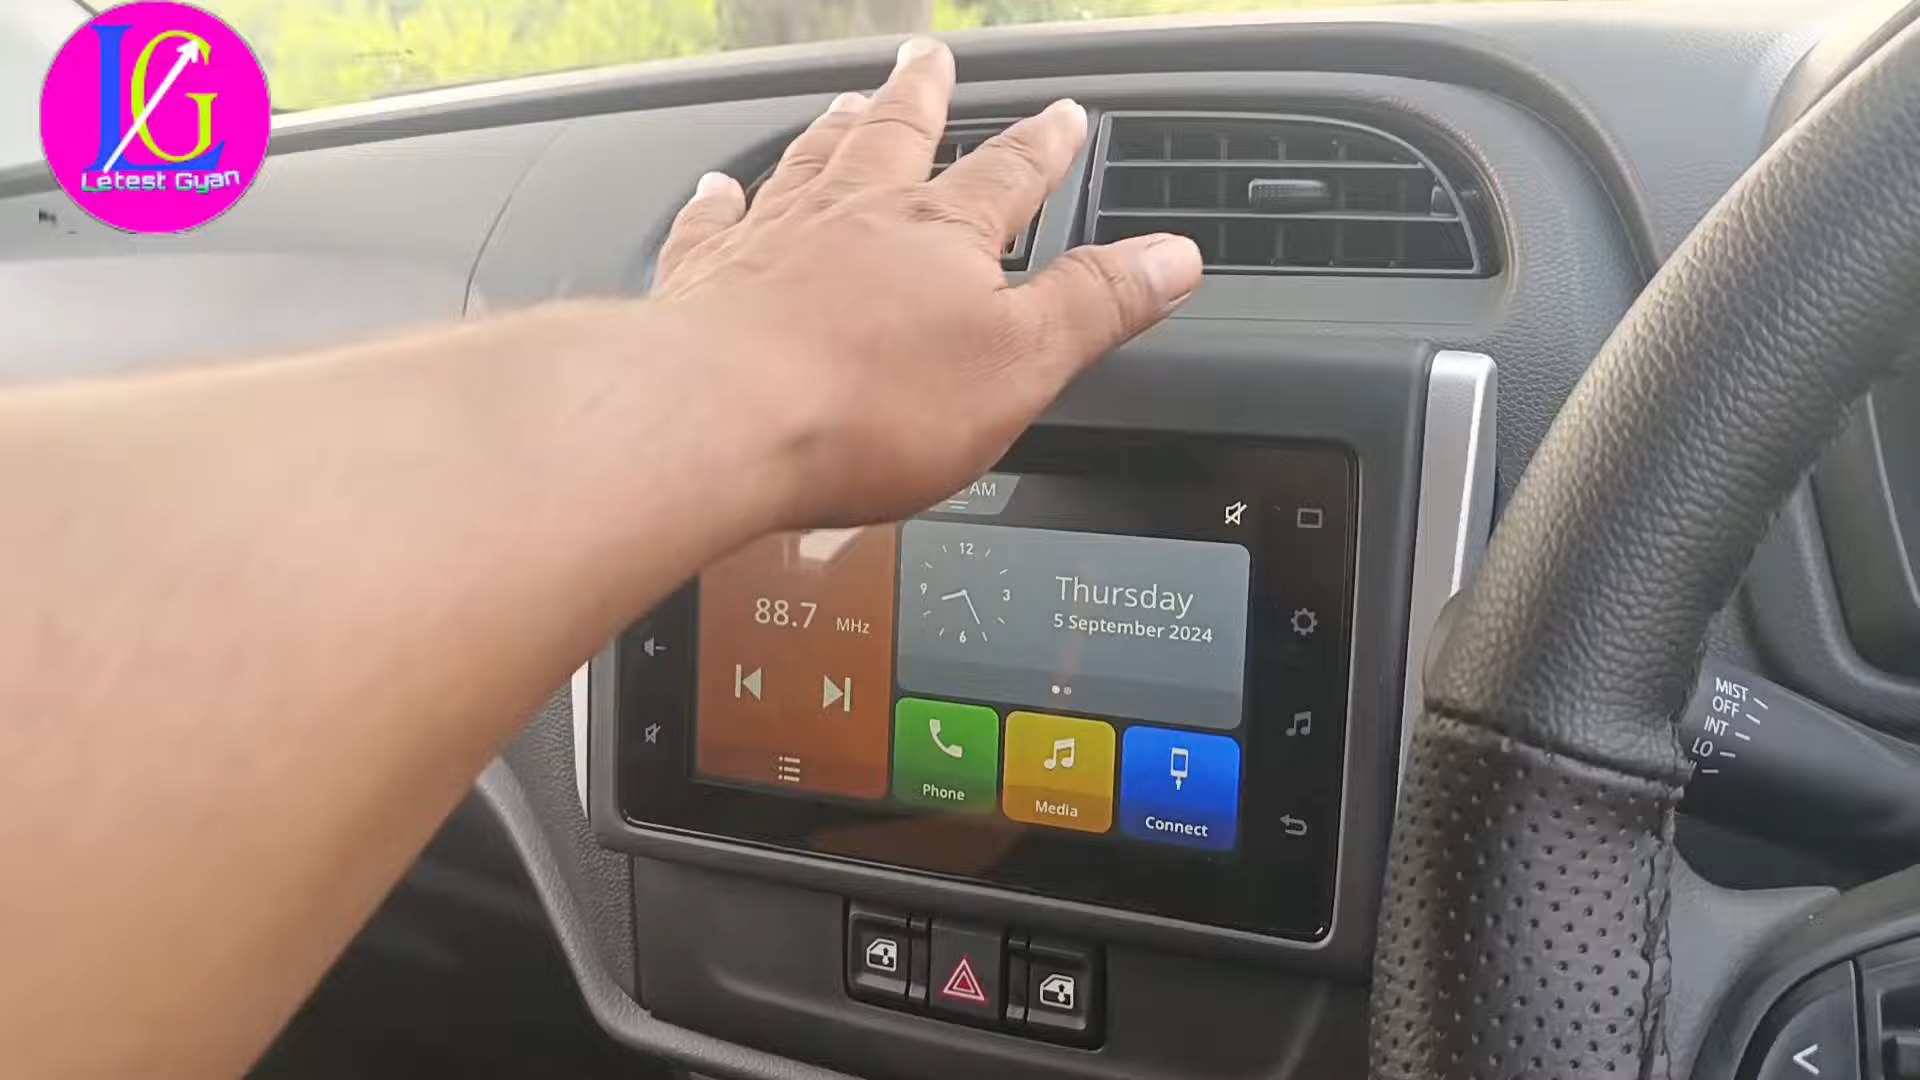 LG
Letest Gyan
AM
12
9
3
6
Thursday
5 September 2024
88.7 MHz
Phone
Media
Connect
MIST
OFF
INT
LO